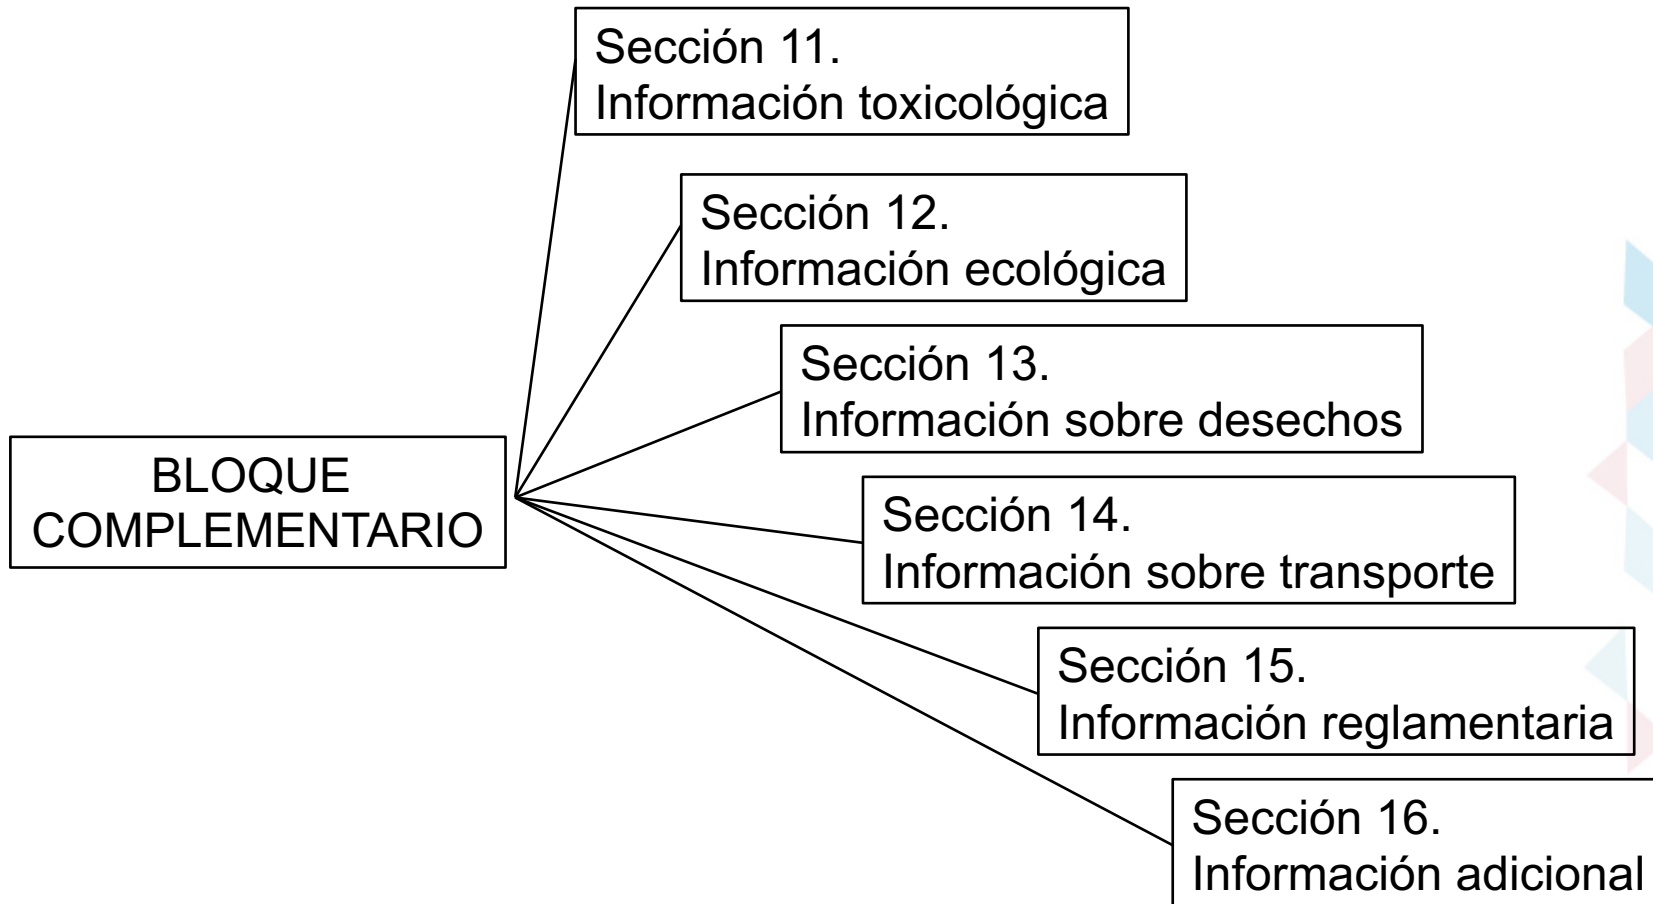 Sección 11.
Información toxicológica
Sección 12.
Información ecológica
Sección 13.
Información sobre desechos
BLOQUE
COMPLEMENTARIO
Sección 14.
Información sobre transporte
Sección 15.
Información reglamentaria
Sección 16.
Información adicional